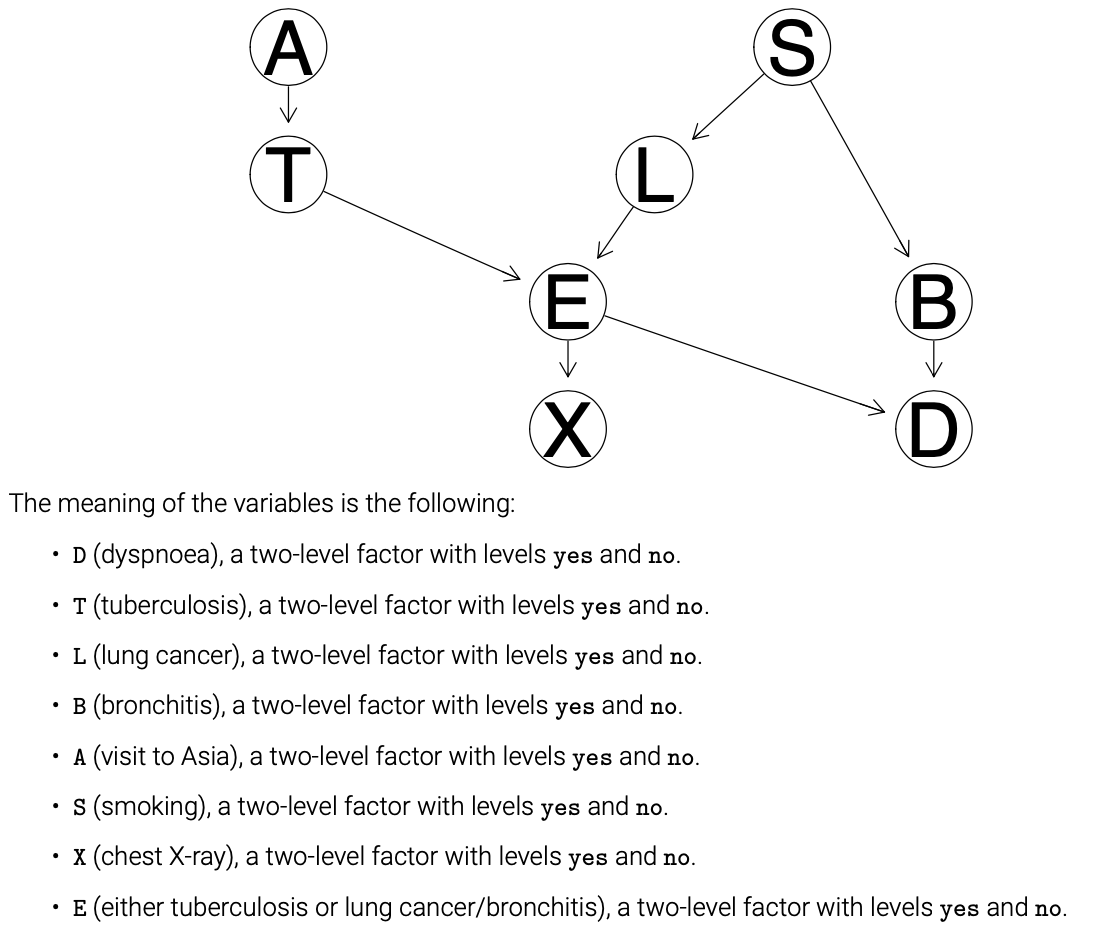 A S
T L
E B
X D
The meaning of the variables is the following:
• D (dyspnoea), a two-level factor with levels yes and no.
• T (tuberculosis), a two-level factor with levels yes and no.
• L (lung cancer), a two-level factor with levels yes and no.
• B (bronchitis), a two-level factor with levels yes and no.
• A (visit to Asia), a two-level factor with levels yes and no.
• S (smoking), a two-level factor with levels yes and no.
• X (chest X-ray), a two-level factor with levels yes and no.
• E (either tuberculosis or lung cancer/bronchitis), a two-level factor with levels yes and no.